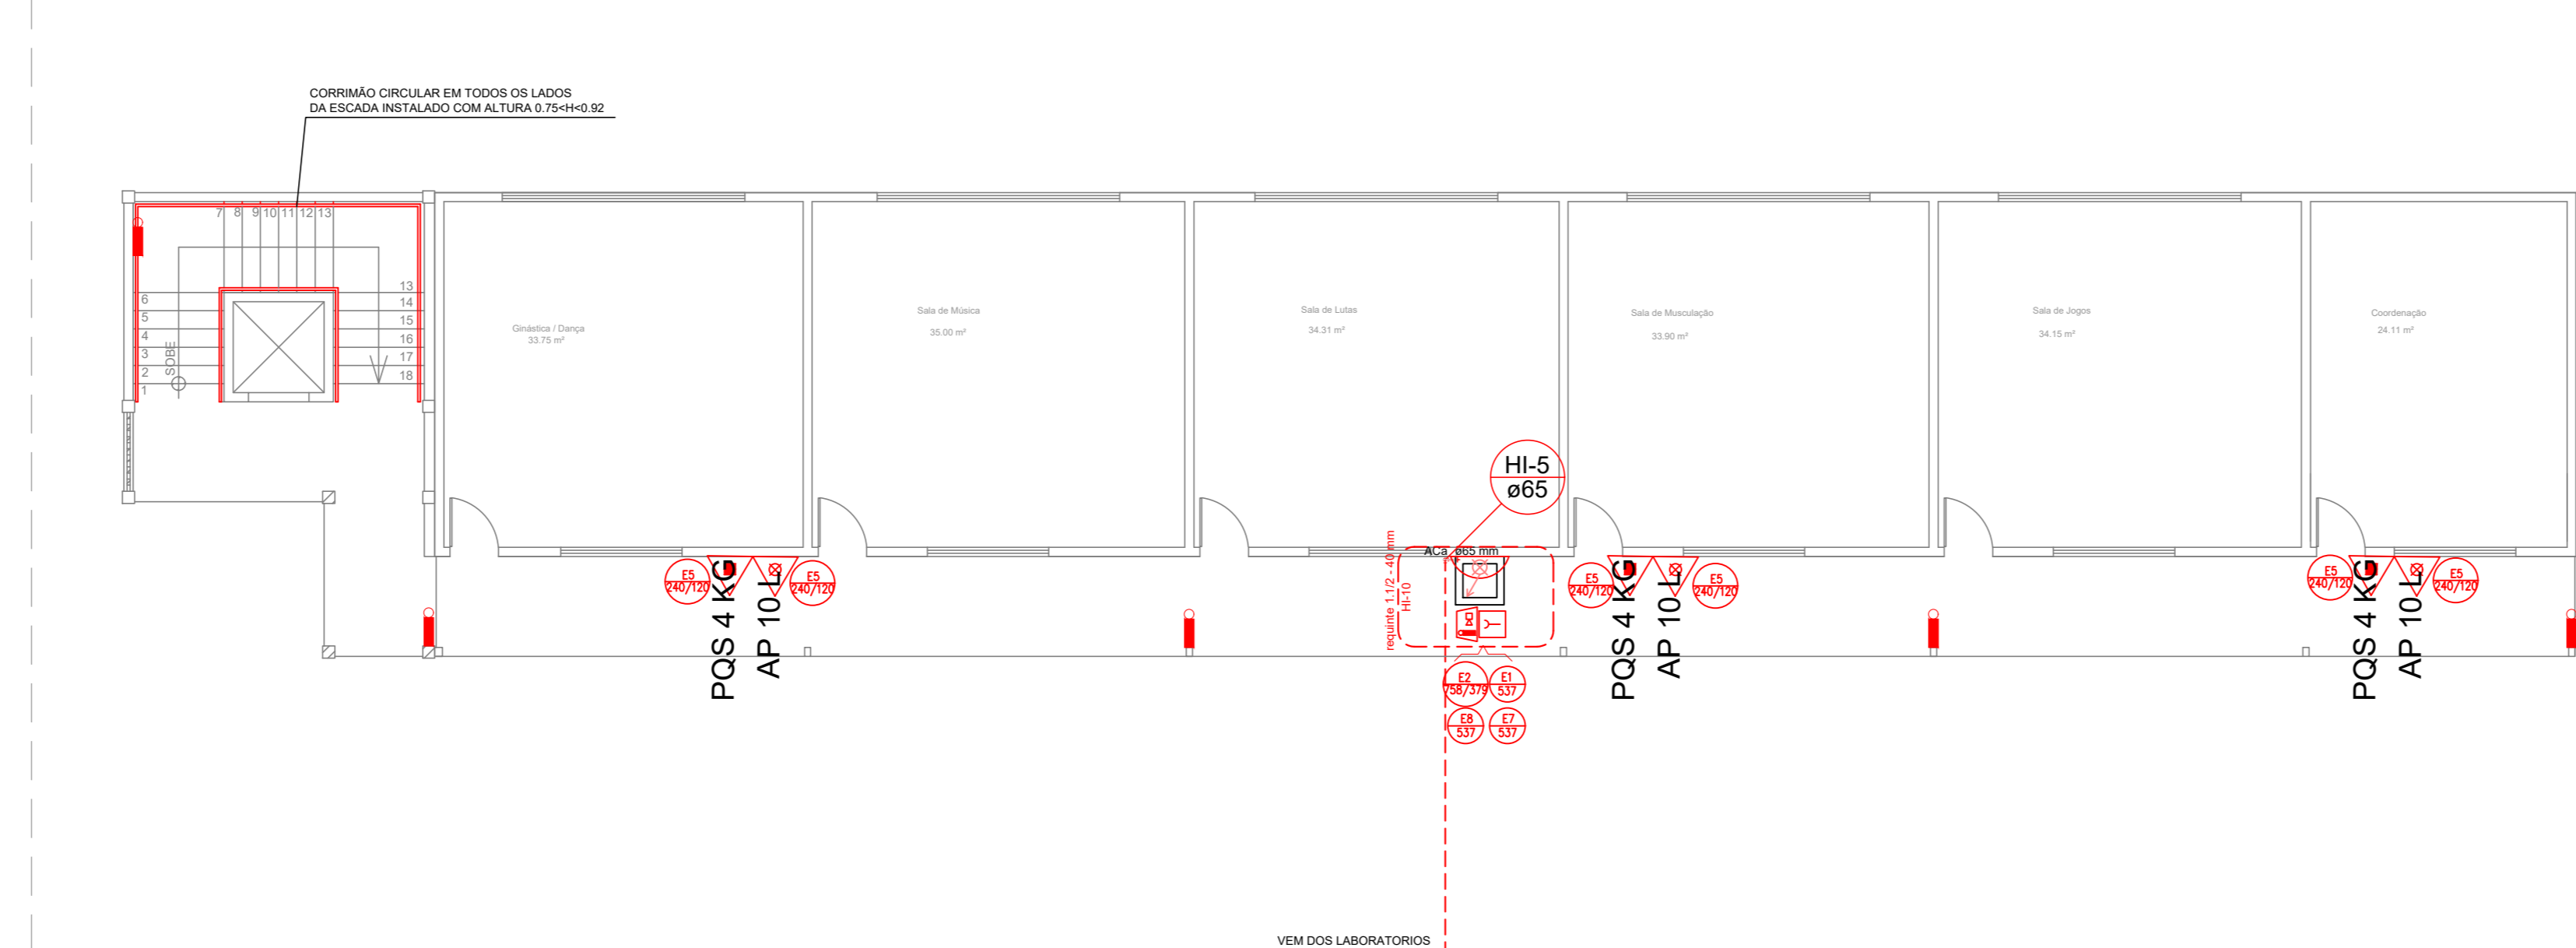 CORRIMÃO CIRCULAR EM TODOS OS LADOS
DA ESCADA INSTALADO COM ALTURA 0.75<H<0.92
7 8 9 10 11 12 13
6
5
4
3
2
1
SOBE
13
14
15
16
17
18
Ginástica / Dança
33.75 m²
Sala de Música
35.00 m²
Sala de Lutas
34.31 m²
Sala de Musculação
33.90 m²
Sala de Jogos
34.15 m²
Coordenação
24.11 m²
HI-5
ø65
ACa ø65 mm
requinte 1.1/2 - 40 mm
HI-10
E5
240/120
PQS 4 KG
AP 10 L
E5
240/120
E5
240/120
PQS 4 KG
AP 10 L
E5
240/120
E5
240/120
PQS 4 KG
AP 10 L
E5
240/120
E2
758/379
E1
537
E8
537
E7
537
VEM DOS LABORATORIOS